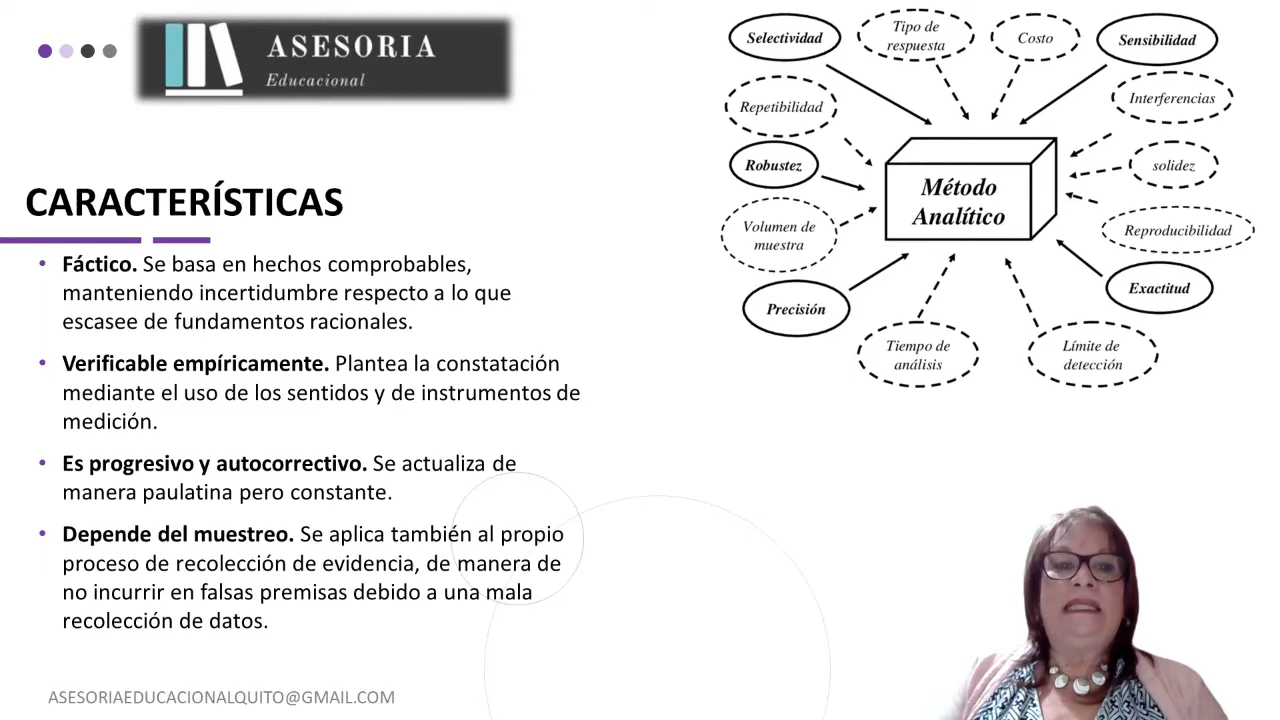 ASESORIA
Educacional
CARACTERÍSTICAS
• Fáctico. Se basa en hechos comprobables,
manteniendo incertidumbre respecto a lo que
escasee de fundamentos racionales.
• Verificable empíricamente. Plantea la constatación
mediante el uso de los sentidos y de instrumentos de
medición.
• Es progresivo y autocorrectivo. Se actualiza de
manera paulatina pero constante.
• Depende del muestreo. Se aplica también al propio
proceso de recolección de evidencia, de manera de
no incurrir en falsas premisas debido a una mala
recolección de datos.
ASESORIAEDUCACIONALQUITO@GMAIL.COM
Selectividad
Tipo de
respuesta
Costo
Sensibilidad
Repetibilidad
Interferencias
Robustez
solidez
Método
Analítico
Volumen de
muestra
Reproducibilidad
Precisión
Exactitud
Tiempo de
análisis
Límite de
detección